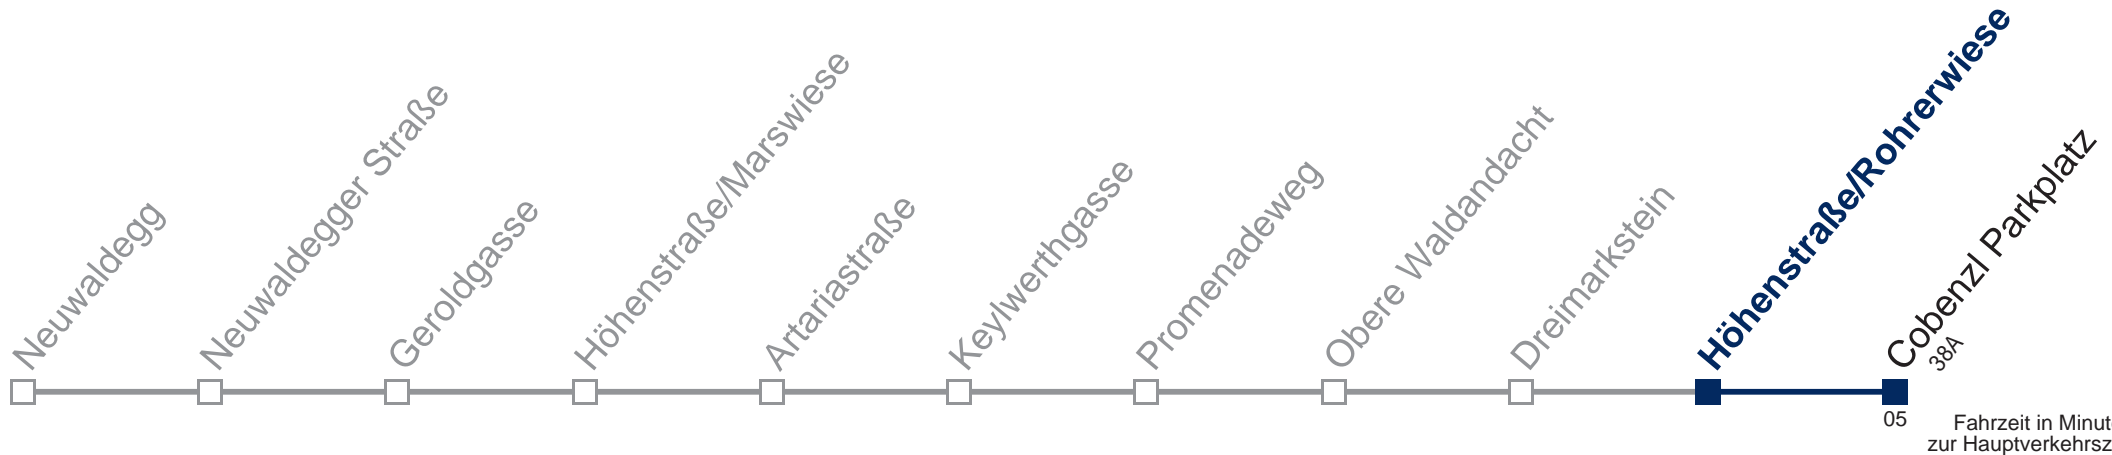 Neuwaldegg
Neuwaldegger Straße
Geroldgasse
Höhenstraße/Marswiese
Artariastraße
Keylwerthgasse
Promenadeweg
Obere Waldandacht
Dreimarkstein
Höhenstraße/Rohrerwiese
Cobenzl Parkplatz
38A
05
Fahrzeit in Minut
zur Hauptverkehrsz